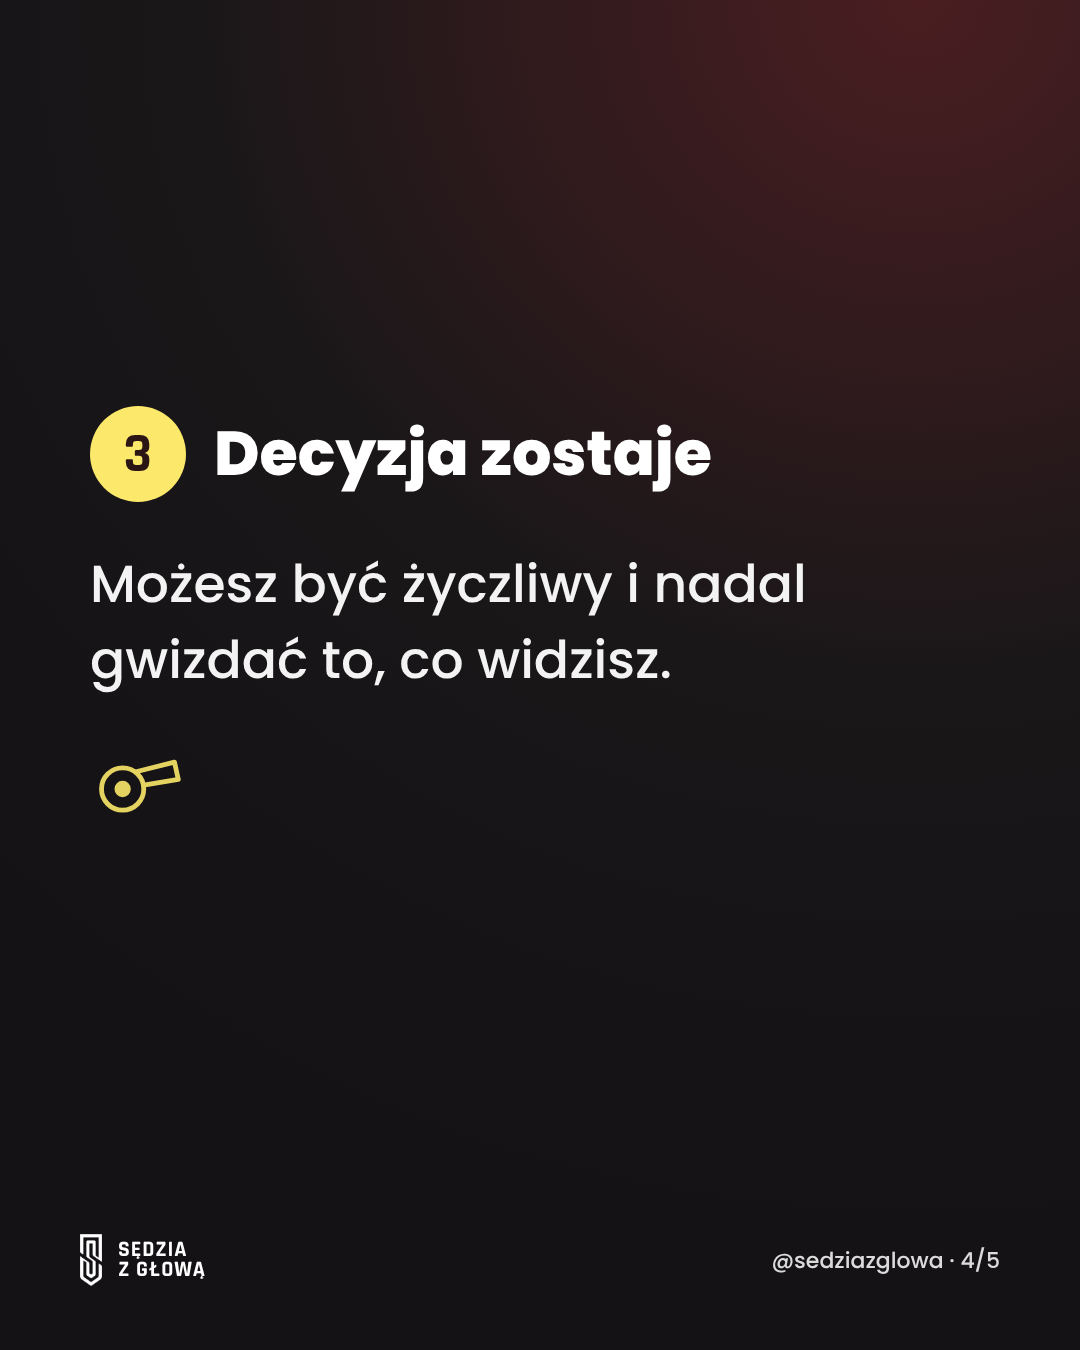 3 Decyzja zostaje
Możesz być życzliwy i nadal
gwizdać to, co widzisz.
SĘDZIA
Z GŁOWĄ
@sedziazglowa · 4/5